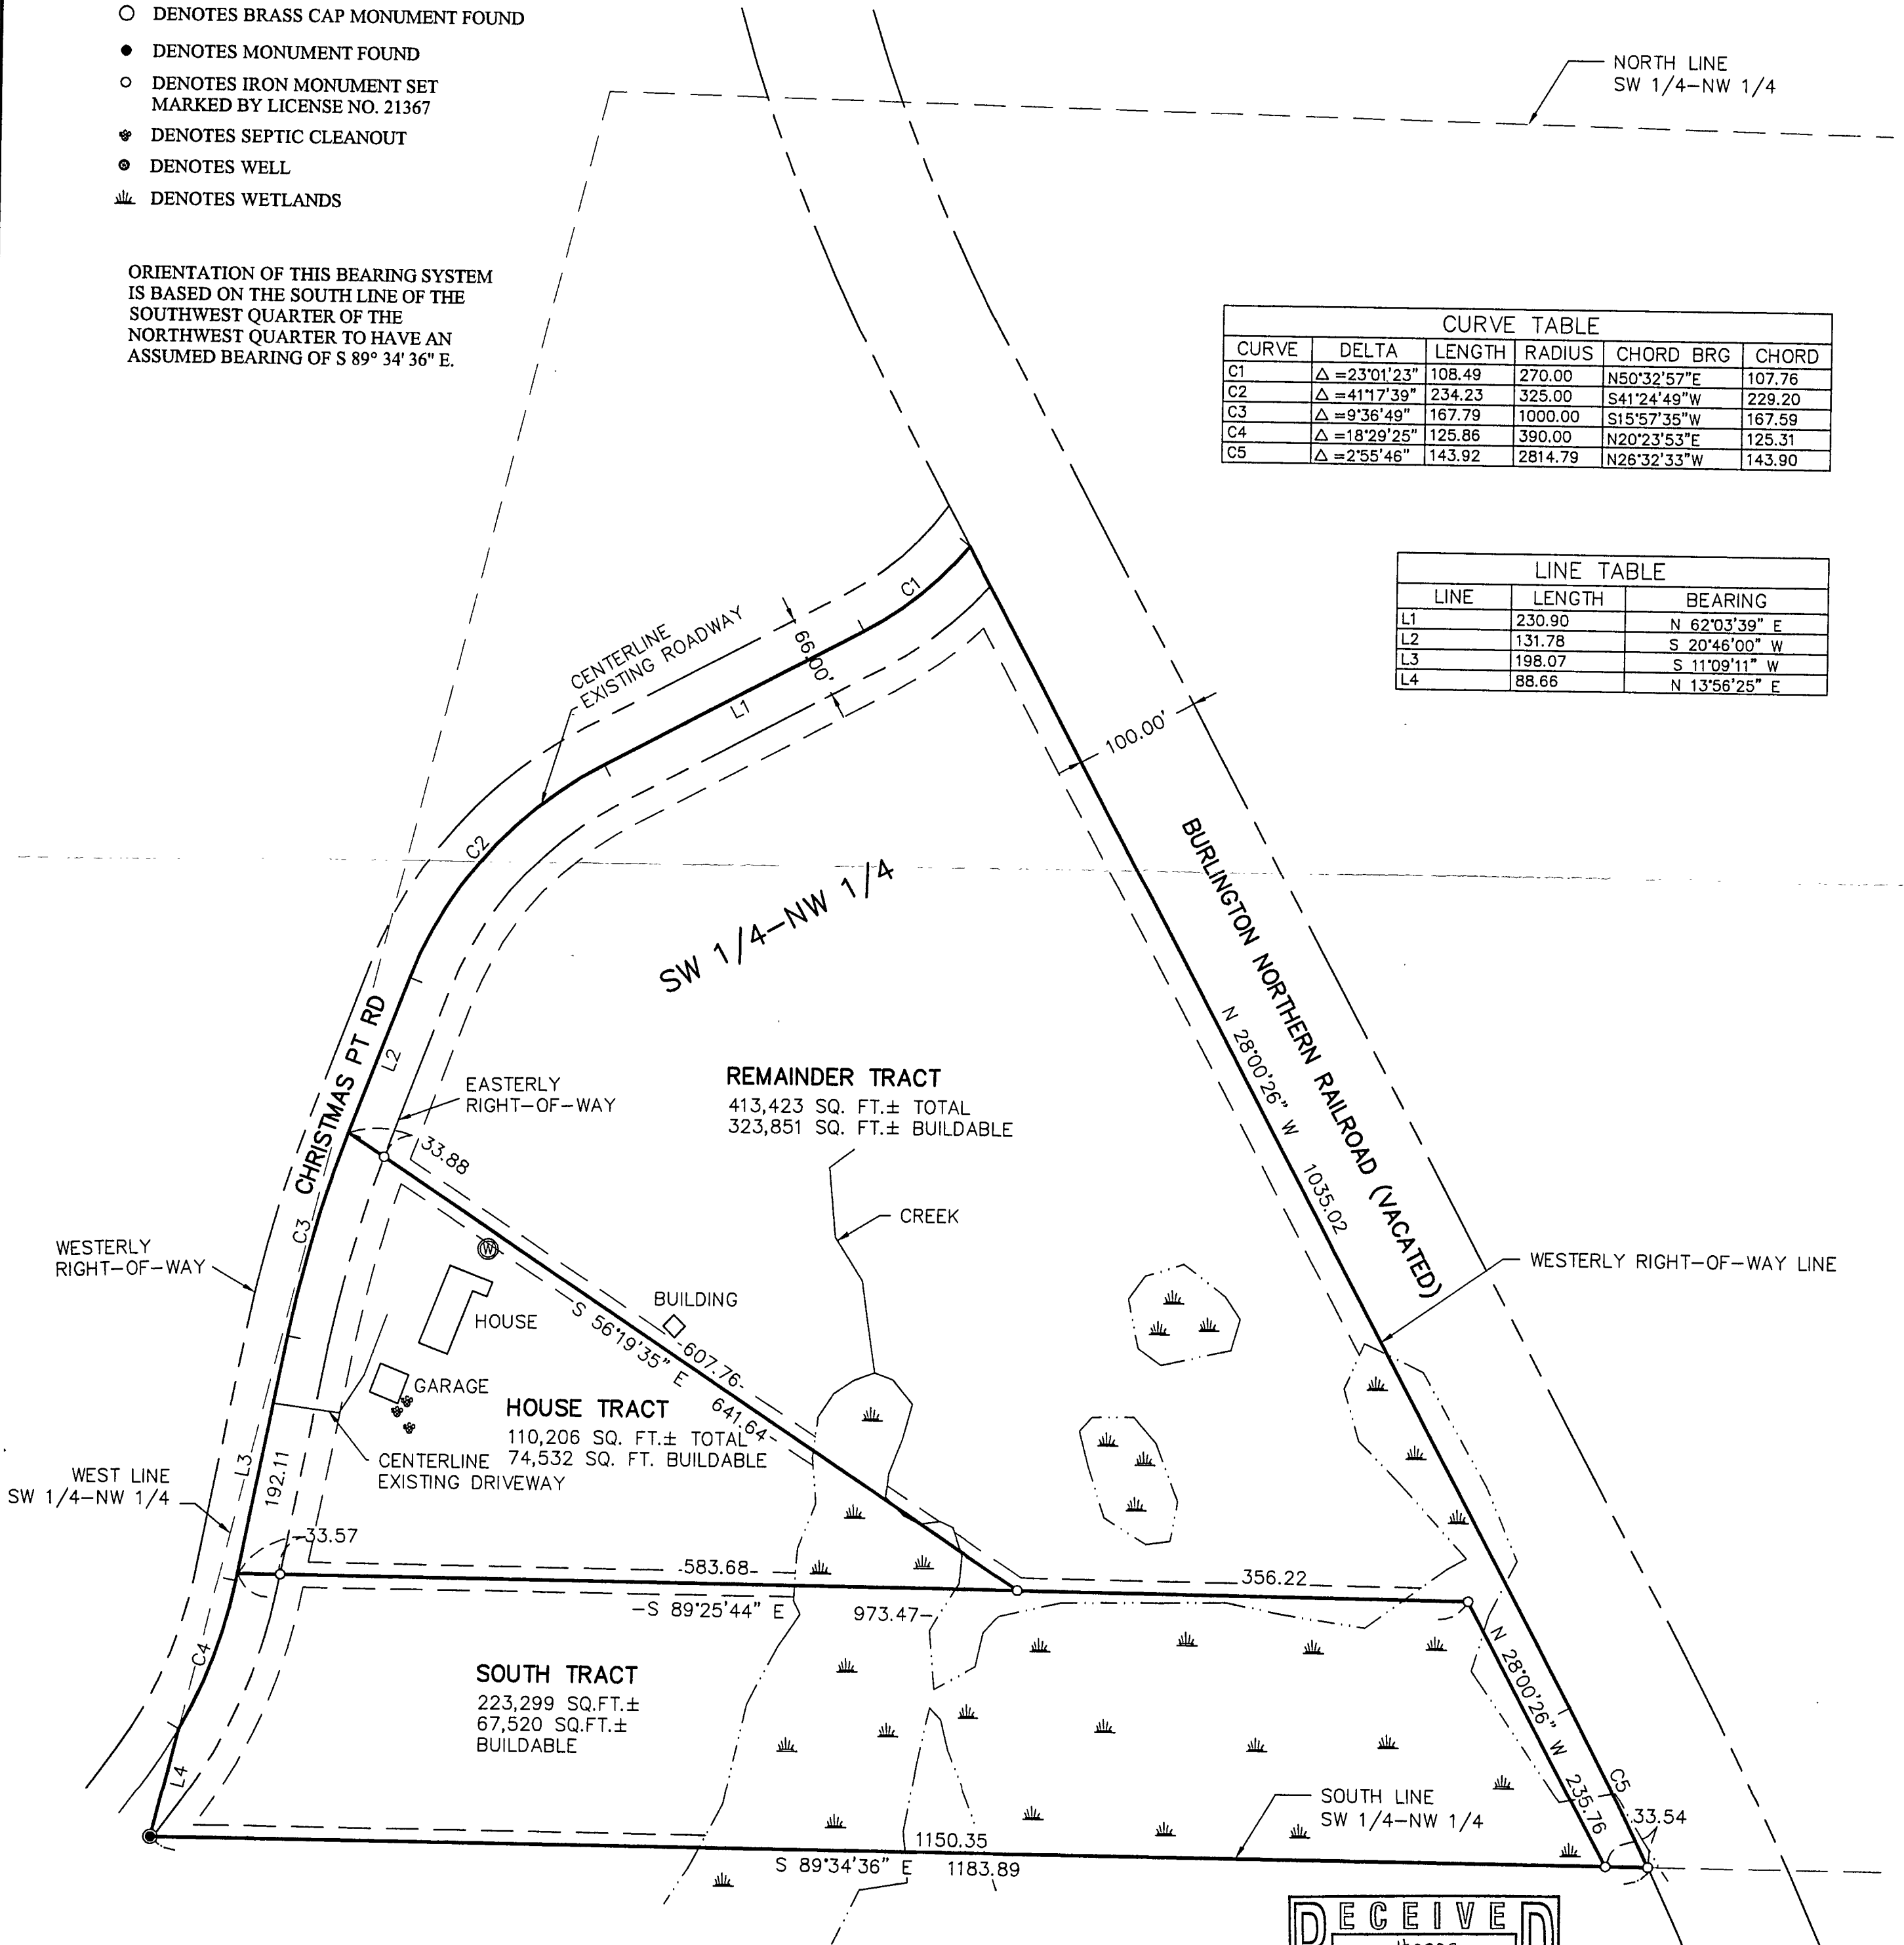 DENOTES BRASS CAP MONUMENT FOUND
DENOTES MONUMENT FOUND
DENOTES IRON MONUMENT SET
MARKED BY LICENSE NO. 21367
DENOTES SEPTIC CLEANOUT
DENOTES WELL
DENOTES WETLANDS
NORTH LINE
SW 1/4-NW 1/4
ORIENTATION OF THIS BEARING SYSTEM
IS BASED ON THE SOUTH LINE OF THE
SOUTHWEST QUARTER OF THE
NORTHWEST QUARTER TO HAVE AN
ASSUMED BEARING OF S 89° 34' 36" E.
CURVE TABLE
CURVE DELTA LENGTH RADIUS CHORD BRG CHORD
C1 Δ=23°01'23" 108.49 270.00 N50°32'57"E 107.76
C2 Δ=41°17'39" 234.23 325.00 S41°24'49"W 229.20
C3 Δ=9°36'49" 167.79 1000.00 S15°57'35"W 167.59
C4 Δ=18°29'25" 125.86 390.00 N20°23'53"E 125.31
C5 Δ=2°55'46" 143.92 2814.79 N26°32'33"W 143.90
LINE TABLE
LINE LENGTH BEARING
L1 230.90 N 62°03'39" E
L2 131.78 S 20°46'00" W
L3 198.07 S 11°09'11" W
L4 88.66 N 13°56'25" E
C1
CENTERLINE
EXISTING ROADWAY
66.00'
L1
100.00'
C2
SW 1/4-NW 1/4
BURLINGTON NORTHERN RAILROAD (VACATED)
N 28°00'26" W 1035.02
CHRISTMAS PT RD
L2
EASTERLY
RIGHT-OF-WAY
REMAINDER TRACT
413,423 SQ. FT.± TOTAL
323,851 SQ. FT.± BUILDABLE
33.88
CREEK
C3
W
WESTERLY
RIGHT-OF-WAY
WESTERLY RIGHT-OF-WAY LINE
BUILDING
HOUSE
S 56°19'35" E
-607.76-
641.64-
GARAGE
HOUSE TRACT
110,206 SQ. FT.± TOTAL
74,532 SQ. FT. BUILDABLE
CENTERLINE
EXISTING DRIVEWAY
WEST LINE
SW 1/4-NW 1/4
L3
192.11
33.57
-583.68-
356.22
-S 89°25'44" E
973.47-
C4
SOUTH TRACT
223,299 SQ.FT.±
67,520 SQ.FT.±
BUILDABLE
N 28°00'26" W 235.76
L4
C5
SOUTH LINE
SW 1/4-NW 1/4
33.54
1150.35
S 89°34'36" E 1183.89
RECEIVED